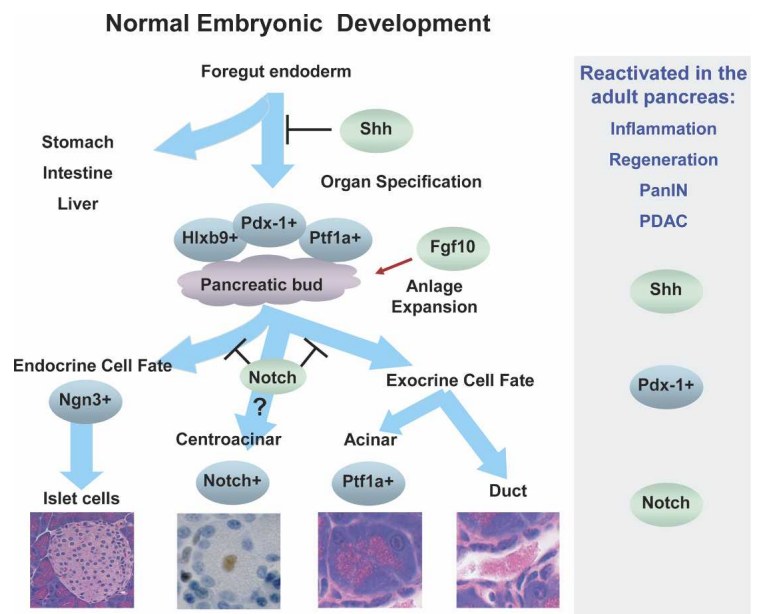 Normal Embryonic Development
Foregut endoderm
Shh
Stomach
Intestine
Liver
Organ Specification
Hlxb9+
Pdx-1+
Ptf1a+
Pancreatic bud
Fgf10
Anlage
Expansion
Endocrine Cell Fate
Notch
Exocrine Cell Fate
Ngn3+
?
Centroacinar
Acinar
Notch+
Ptf1a+
Islet cells
Duct
Reactivated in the
adult pancreas:
Inflammation
Regeneration
PanIN
PDAC
Shh
Pdx-1+
Notch